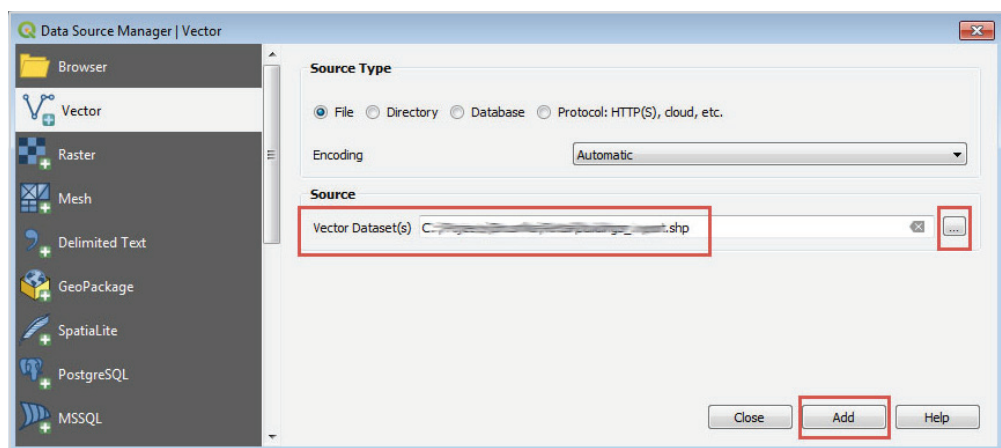 Data Source Manager | Vector
Browser
Vector
Raster
Mesh
Delimited Text
GeoPackage
SpatiaLite
PostgreSQL
MSSQL
Source Type
File Directory Database Protocol: HTTP(S), cloud, etc.
Encoding Automatic
Source
Vector Dataset(s) C: .shp ...
Close Add Help